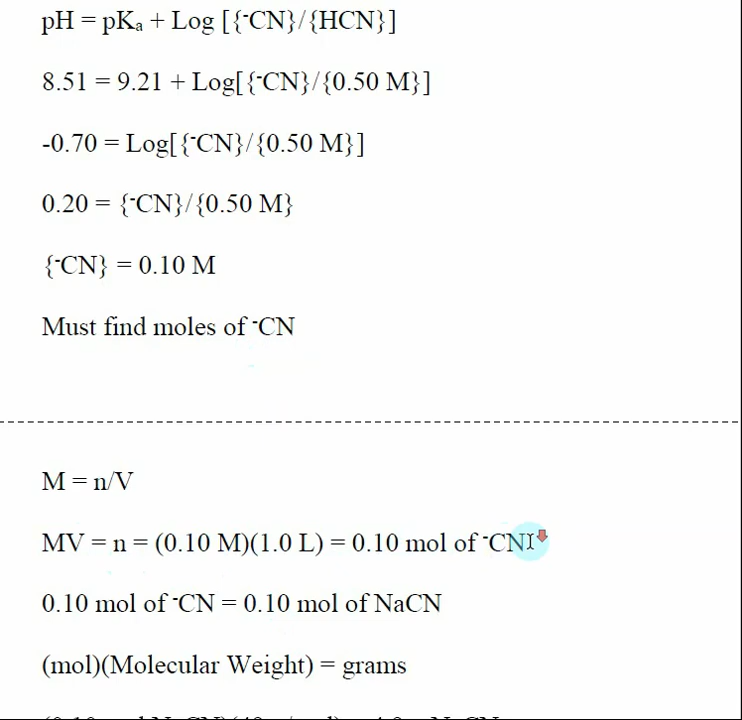 pH = pKₐ + Log [{⁻CN}/{HCN}]
8.51 = 9.21 + Log[{⁻CN}/{0.50 M}]
-0.70 = Log[{⁻CN}/{0.50 M}]
0.20 = {⁻CN}/{0.50 M}
{⁻CN} = 0.10 M
Must find moles of ⁻CN
M = n/V
MV = n = (0.10 M)(1.0 L) = 0.10 mol of ⁻CN
0.10 mol of ⁻CN = 0.10 mol of NaCN
(mol)(Molecular Weight) = grams